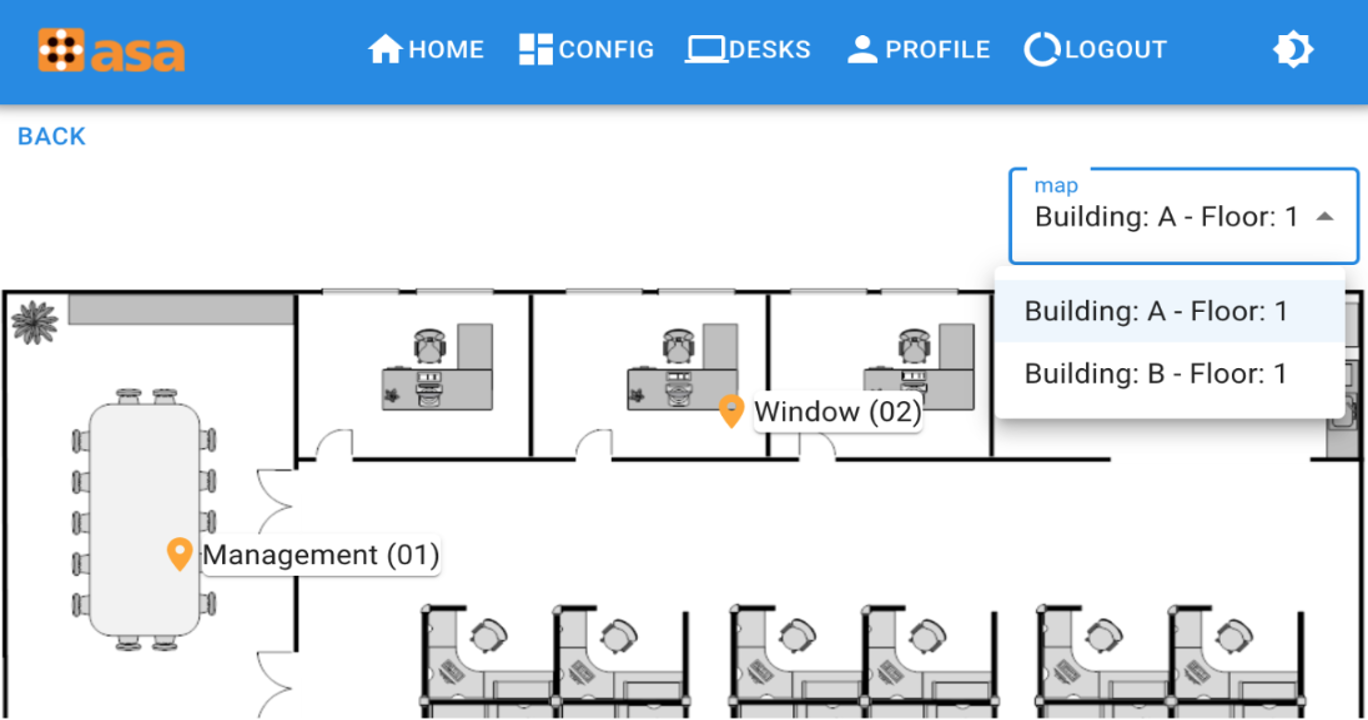 asa
HOME
CONFIG
DESKS
PROFILE
LOGOUT
BACK
map
Building: A - Floor: 1
Building: A - Floor: 1
Building: B - Floor: 1
Window (02)
Management (01)